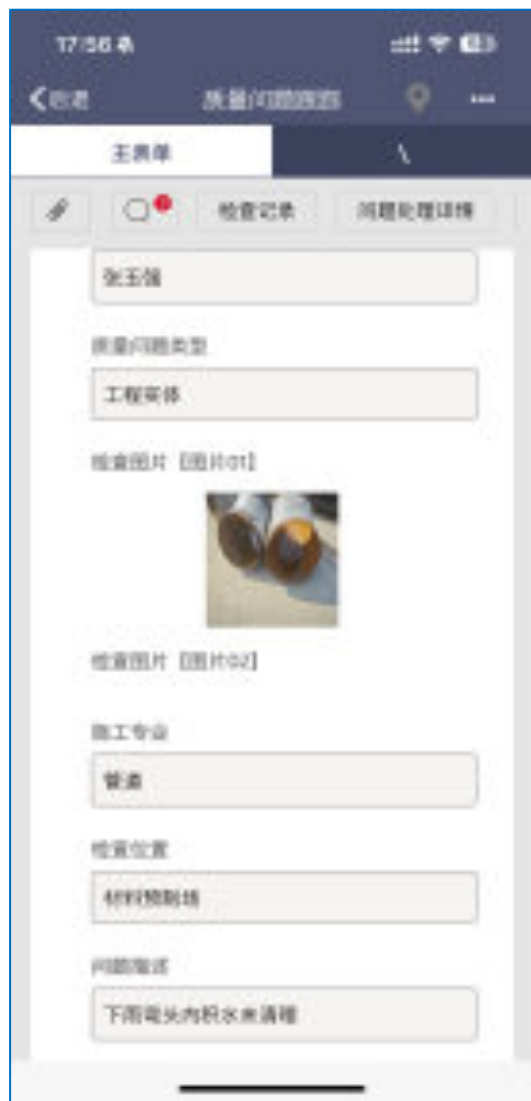 17:56
后退
质量问题跟踪
主表单
\
检查记录
问题处理详情
张玉强
质量问题类型
工程实体
检查图片【图片01】
检查图片【图片02】
施工专业
管道
检查位置
材料预制场
问题描述
下雨弯头内积水未清理